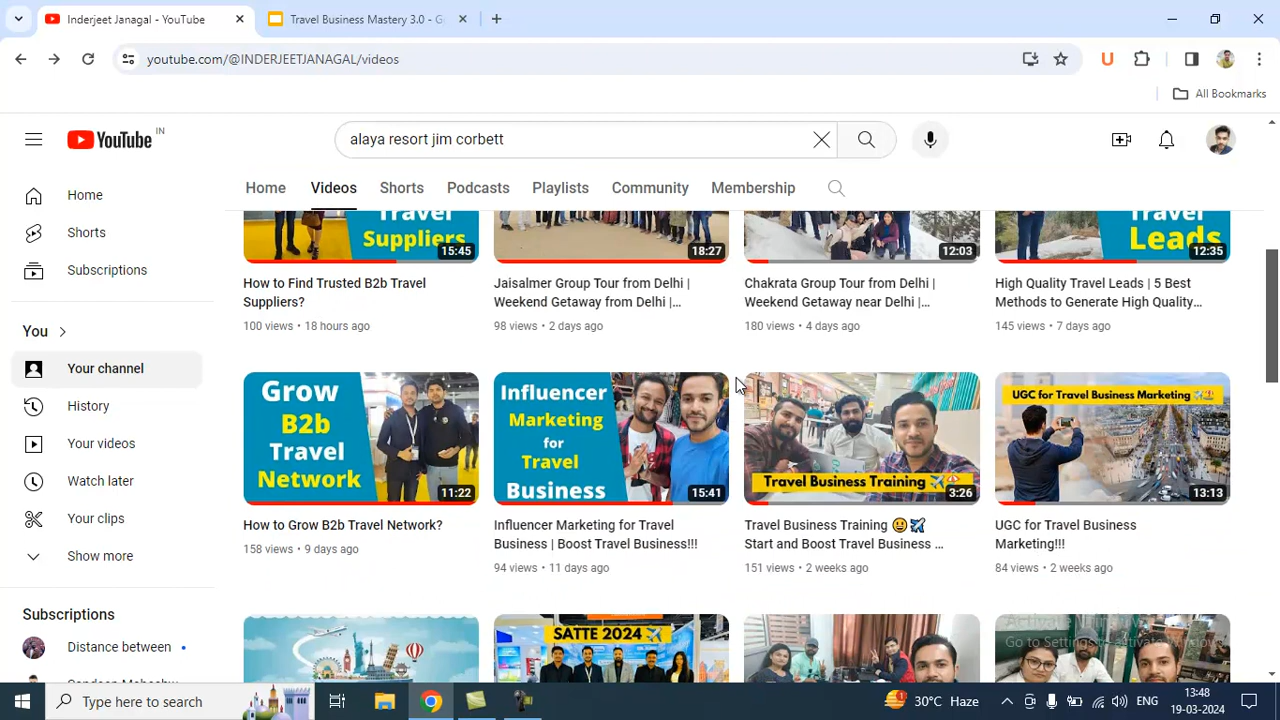 Inderjeet Janagal - YouTube
Travel Business Mastery 3.0 - G
youtube.com/@INDERJEETJANAGAL/videos
U
All Bookmarks
YouTube IN
alaya resort jim corbett
Home
Shorts
Subscriptions
You
Your channel
History
Your videos
Watch later
Your clips
Show more
Subscriptions
Distance between
Home Videos Shorts Podcasts Playlists Community Membership
Travel
Suppliers
15:45
18:27
12:03
Travel
Leads
12:35
How to Find Trusted B2b Travel
Suppliers?
100 views • 18 hours ago
Jaisalmer Group Tour from Delhi |
Weekend Getaway from Delhi |…
98 views • 2 days ago
Chakrata Group Tour from Delhi |
Weekend Getaway near Delhi |…
180 views • 4 days ago
High Quality Travel Leads | 5 Best
Methods to Generate High Quality…
145 views • 7 days ago
Grow
B2b
Travel
Network
11:22
Influencer
Marketing
for
Travel
Business
15:41
Travel Business Training
3:26
UGC for Travel Business Marketing
13:13
How to Grow B2b Travel Network?
158 views • 9 days ago
Influencer Marketing for Travel
Business | Boost Travel Business!!!
94 views • 11 days ago
Travel Business Training 😃✈️
Start and Boost Travel Business …
151 views • 2 weeks ago
UGC for Travel Business
Marketing!!!
84 views • 2 weeks ago
SATTE 2024
Activate Windows
Go to Settings to activate Windows.
Type here to search
1
30°C Haze
ENG
13:48
19-03-2024